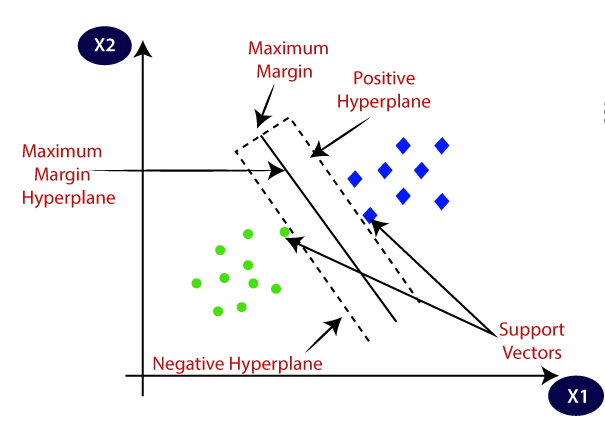 X2
Maximum
Margin
Positive
Hyperplane
Maximum
Margin
Hyperplane
Support
Vectors
Negative Hyperplane
X1